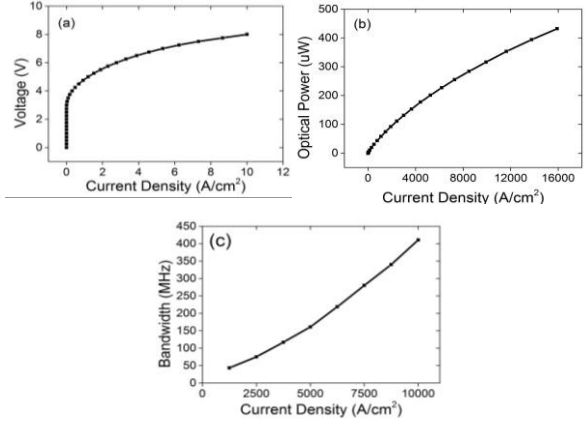 (a)
Voltage (V)
8
6
4
2
0
0 2 4 6 8 10 12
Current Density (A/cm²)
(b)
Optical Power (uW)
500
400
300
200
100
0
0 4000 8000 12000 16000
Current Density (A/cm²)
(c)
Bandwidth (MHz)
450
400
350
300
250
200
150
100
50
0
0 2500 5000 7500 10000
Current Density (A/cm²)